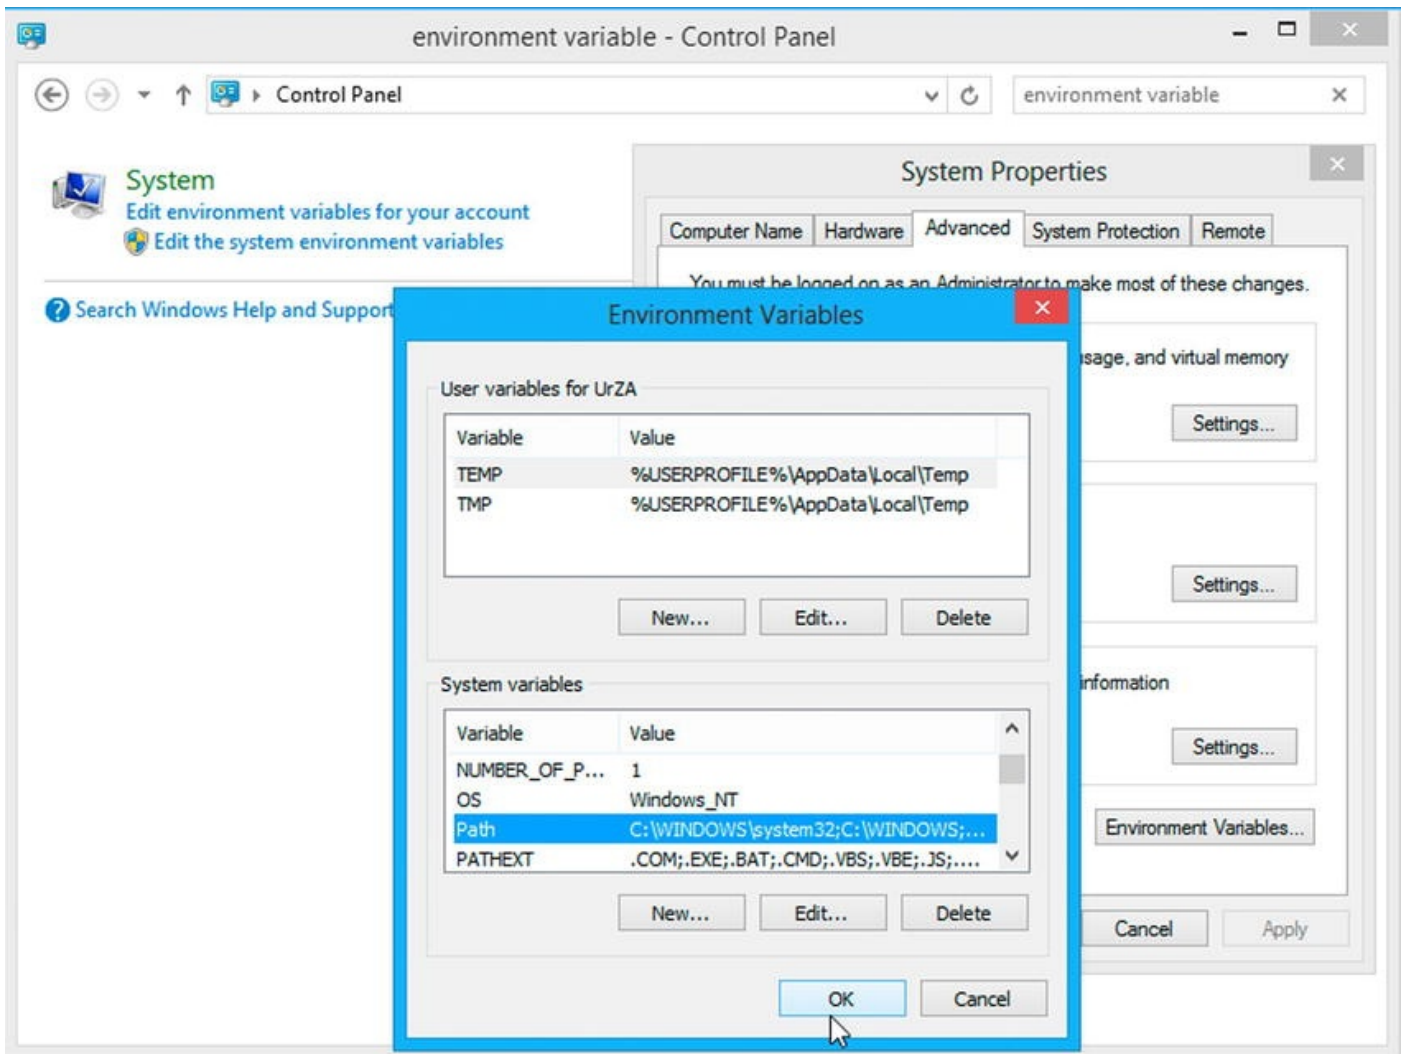 environment variable - Control Panel
Control Panel
environment variable
System
Edit environment variables for your account
Edit the system environment variables
Search Windows Help and Support
System Properties
Computer Name Hardware Advanced System Protection Remote
You must be logged on as an Administrator to make most of these changes.
usage, and virtual memory
Settings...
Settings...
information
Settings...
Environment Variables...
Cancel Apply
Environment Variables
User variables for UrZA
Variable Value
TEMP %USERPROFILE%\AppData\Local\Temp
TMP %USERPROFILE%\AppData\Local\Temp
New... Edit... Delete
System variables
Variable Value
NUMBER_OF_P... 1
OS Windows_NT
Path C:\WINDOWS\system32;C:\WINDOWS;...
PATHEXT .COM;.EXE;.BAT;.CMD;.VBS;.VBE;.JS;....
New... Edit... Delete
OK Cancel